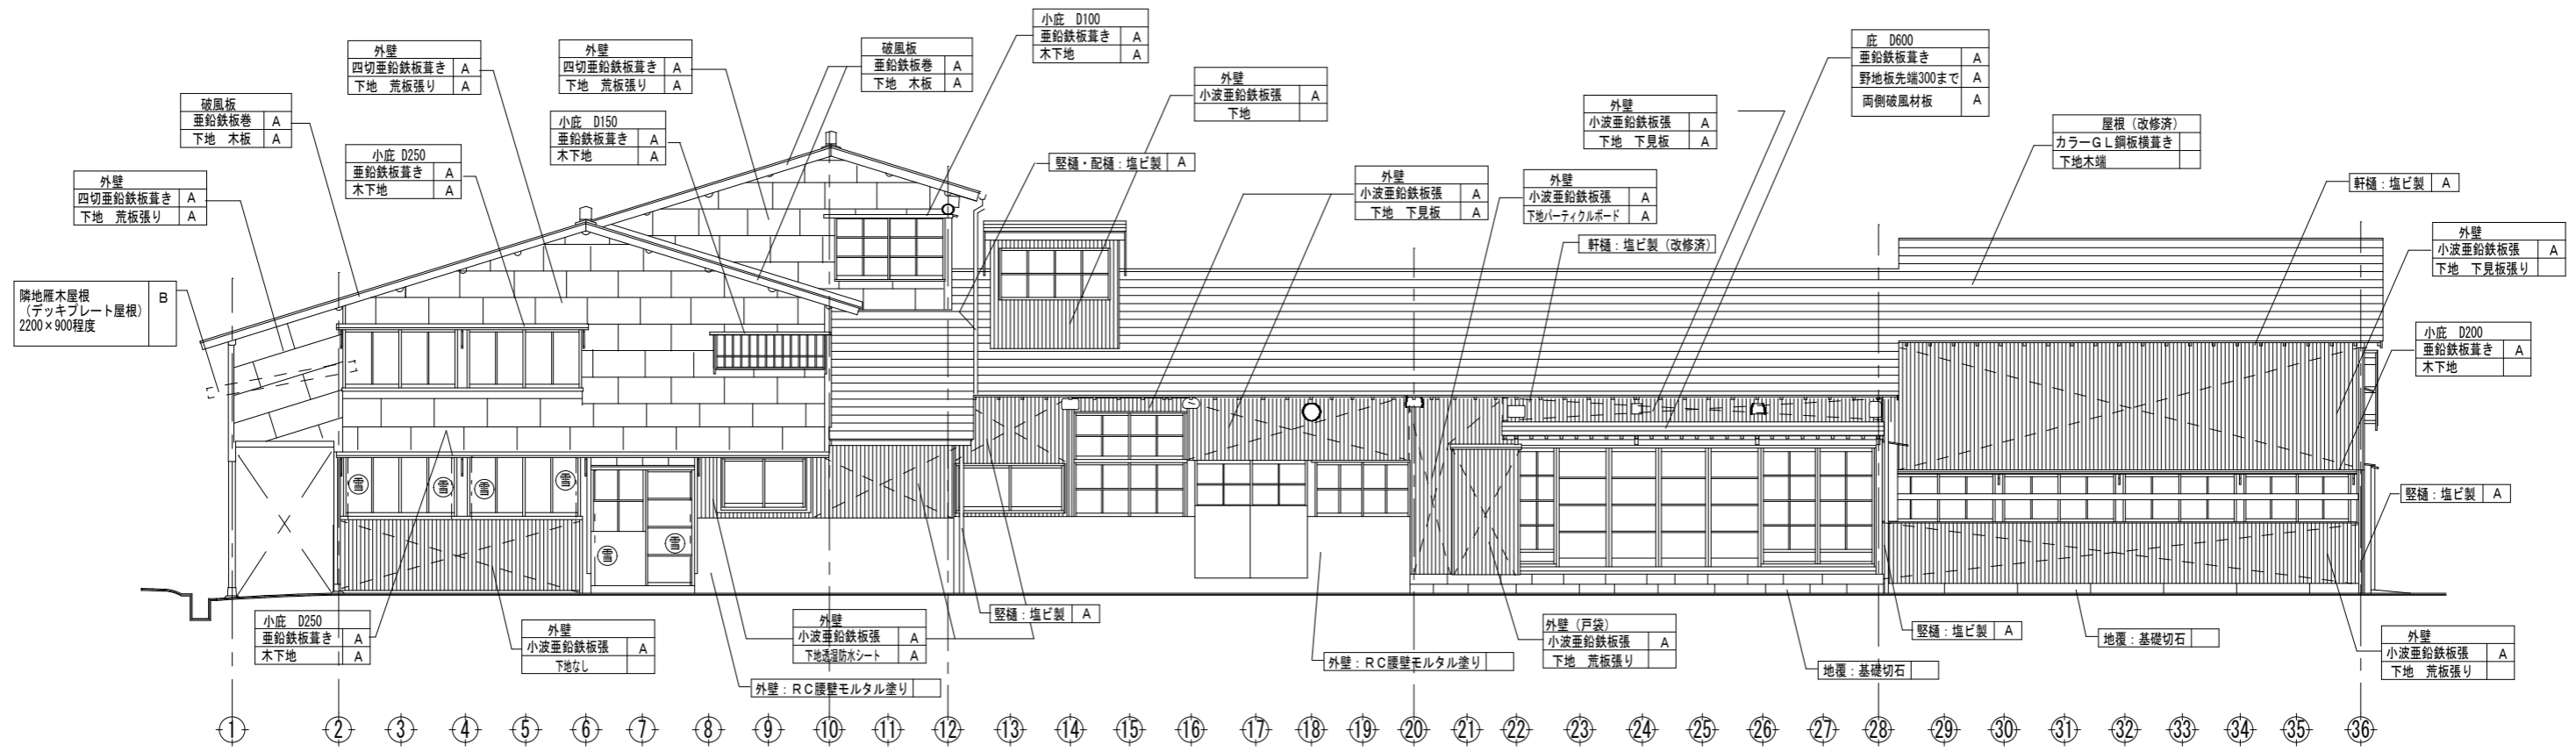 小庇 D100
亜鉛鉄板葺き A
木下地 A
外壁
四切亜鉛鉄板葺き A
下地 荒板張り A
外壁
四切亜鉛鉄板葺き A
下地 荒板張り A
破風板
亜鉛鉄板巻 A
下地 木板 A
庇 D600
亜鉛鉄板葺き A
野地板先端300まで A
両側破風材板 A
外壁
小波亜鉛鉄板張 A
下地
破風板
亜鉛鉄板巻 A
下地 木板 A
小庇 D150
亜鉛鉄板葺き A
木下地 A
外壁
小波亜鉛鉄板張 A
下地 下見板 A
屋根(改修済)
カラーGL鋼板横葺き
下地木端
小庇 D250
亜鉛鉄板葺き A
木下地 A
竪樋・配樋:塩ビ製 A
外壁
四切亜鉛鉄板葺き A
下地 荒板張り A
外壁
小波亜鉛鉄板張 A
下地 下見板 A
外壁
小波亜鉛鉄板張 A
下地パーティクルボード A
軒樋:塩ビ製 A
軒樋:塩ビ製(改修済)
外壁
小波亜鉛鉄板張 A
下地 下見板張り
隣地雁木屋根 B
(デッキプレート屋根)
2200×900程度
小庇 D200
亜鉛鉄板葺き A
木下地
雪
雪
雪
雪
雪
雪
竪樋:塩ビ製 A
小庇 D250
亜鉛鉄板葺き A
木下地 A
外壁
小波亜鉛鉄板張 A
下地なし
外壁
小波亜鉛鉄板張 A
下地透湿防水シート A
竪樋:塩ビ製 A
外壁(戸袋)
小波亜鉛鉄板張 A
下地 荒板張り
竪樋:塩ビ製 A
地覆:基礎切石
外壁
小波亜鉛鉄板張 A
下地 荒板張り
外壁:RC腰壁モルタル塗り
外壁:RC腰壁モルタル塗り
地覆:基礎切石
1 2 3 4 5 6 7 8 9 10 11 12 13 14 15 16 17 18 19 20 21 22 23 24 25 26 27 28 29 30 31 32 33 34 35 36